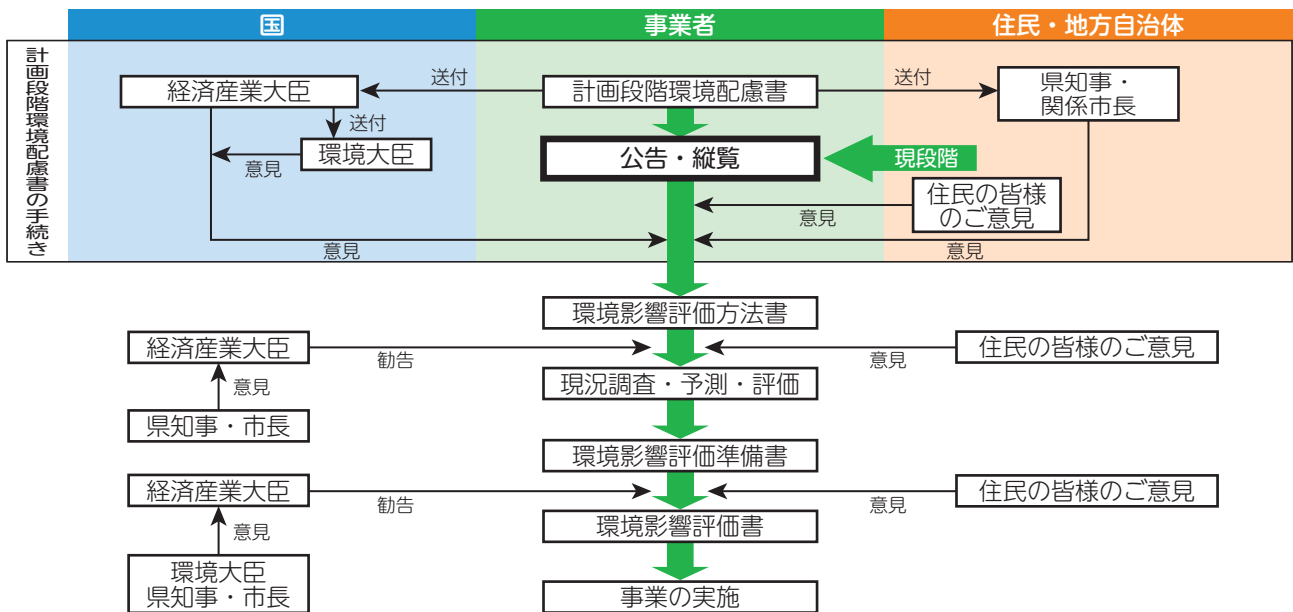 国
事業者
住民・地方自治体
計画段階環境配慮書の手続き
経済産業大臣
送付
計画段階環境配慮書
送付
県知事・
関係市長
送付
環境大臣
意見
公告・縦覧
現段階
住民の皆様
のご意見
意見
意見
意見
環境影響評価方法書
経済産業大臣
勧告
意見
住民の皆様のご意見
意見
県知事・市長
現況調査・予測・評価
環境影響評価準備書
経済産業大臣
勧告
意見
住民の皆様のご意見
意見
環境大臣
県知事・市長
環境影響評価書
事業の実施